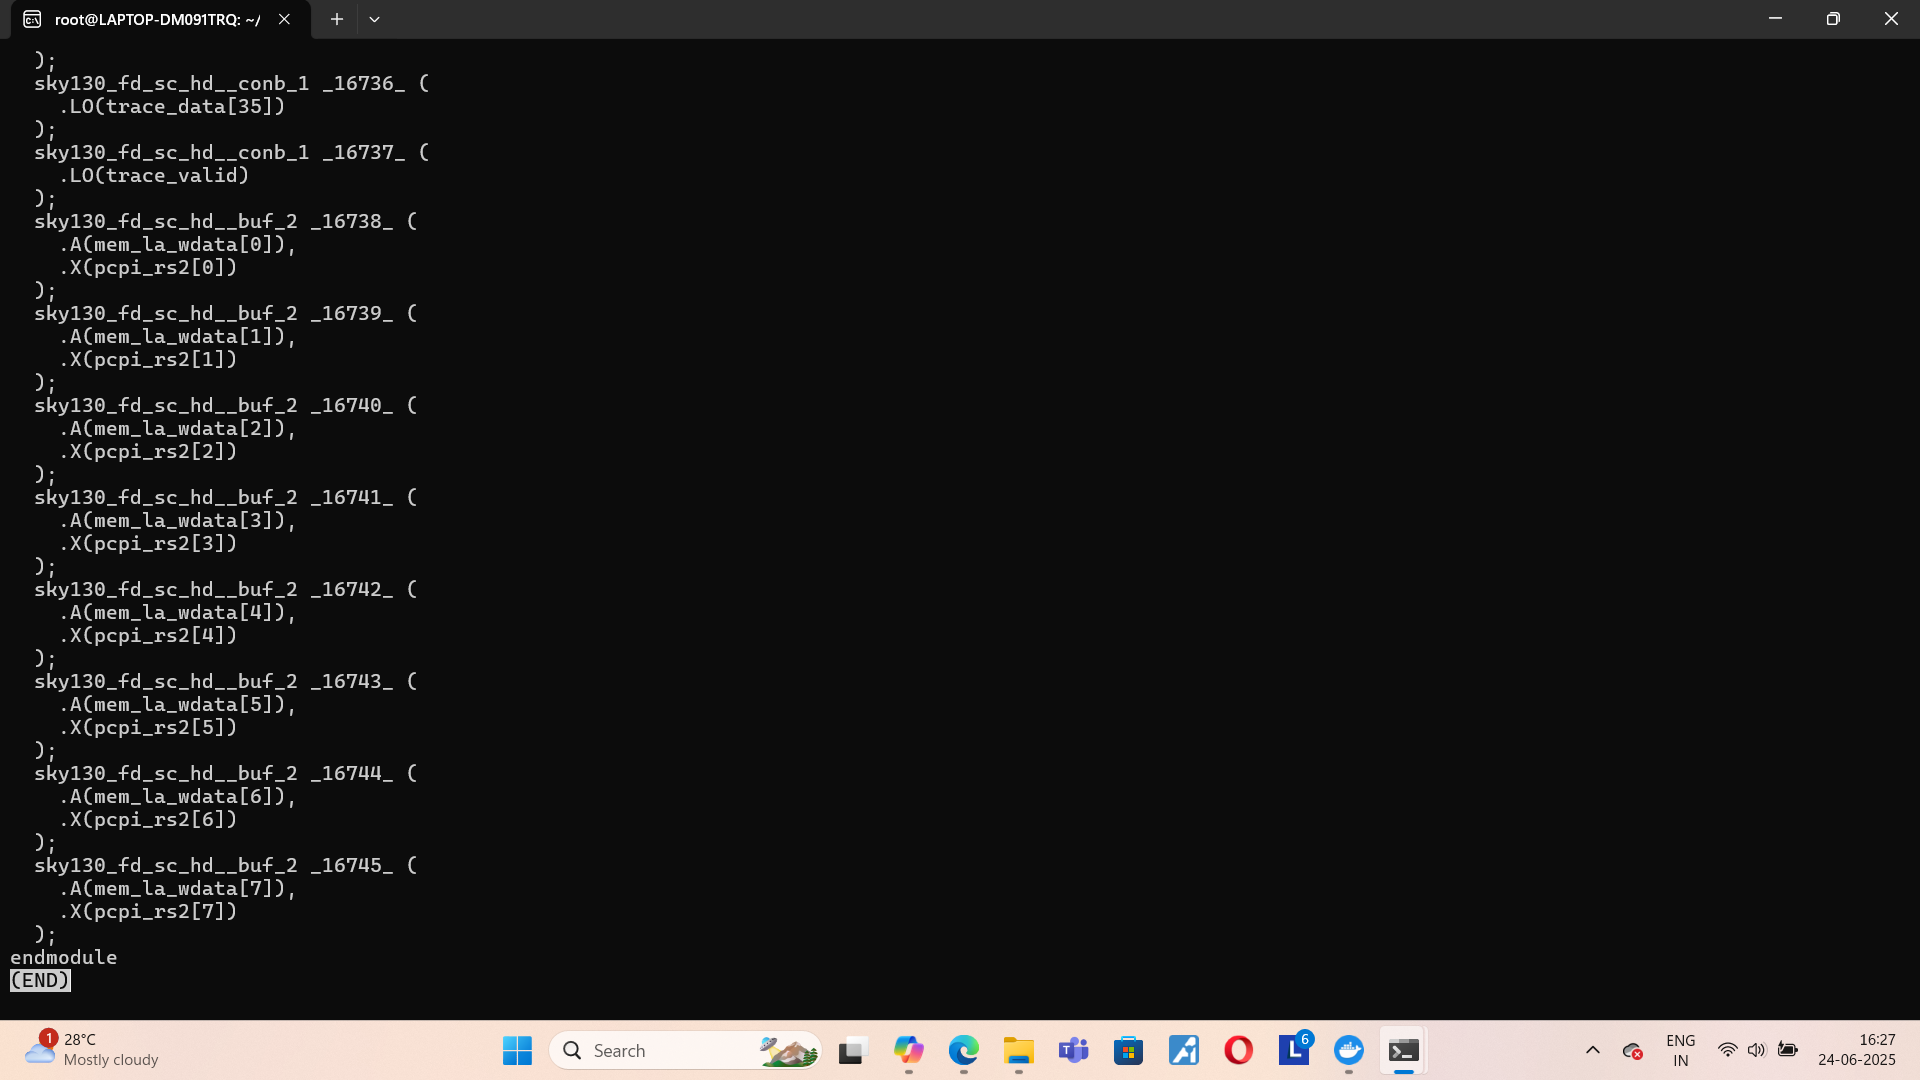 root@LAPTOP-DM091TRQ: ~/
  );
  sky130_fd_sc_hd__conb_1 _16736_ (
    .LO(trace_data[35])
  );
  sky130_fd_sc_hd__conb_1 _16737_ (
    .LO(trace_valid)
  );
  sky130_fd_sc_hd__buf_2 _16738_ (
    .A(mem_la_wdata[0]),
    .X(pcpi_rs2[0])
  );
  sky130_fd_sc_hd__buf_2 _16739_ (
    .A(mem_la_wdata[1]),
    .X(pcpi_rs2[1])
  );
  sky130_fd_sc_hd__buf_2 _16740_ (
    .A(mem_la_wdata[2]),
    .X(pcpi_rs2[2])
  );
  sky130_fd_sc_hd__buf_2 _16741_ (
    .A(mem_la_wdata[3]),
    .X(pcpi_rs2[3])
  );
  sky130_fd_sc_hd__buf_2 _16742_ (
    .A(mem_la_wdata[4]),
    .X(pcpi_rs2[4])
  );
  sky130_fd_sc_hd__buf_2 _16743_ (
    .A(mem_la_wdata[5]),
    .X(pcpi_rs2[5])
  );
  sky130_fd_sc_hd__buf_2 _16744_ (
    .A(mem_la_wdata[6]),
    .X(pcpi_rs2[6])
  );
  sky130_fd_sc_hd__buf_2 _16745_ (
    .A(mem_la_wdata[7]),
    .X(pcpi_rs2[7])
  );
endmodule
(END)
1
28°C
Mostly cloudy
Search
6
ENG
IN
16:27
24-06-2025